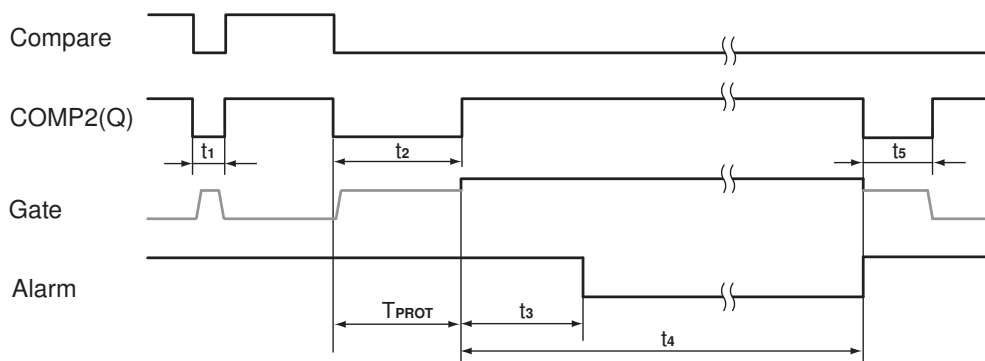 Compare
COMP2(Q)
t1
t2
t5
Gate
Alarm
TPROT
t3
t4